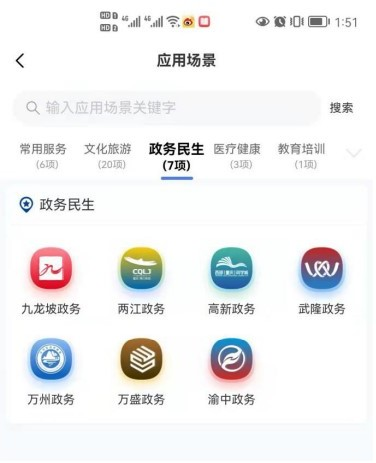 1:51
应用场景
输入应用场景关键字
搜索
常用服务 文化旅游 政务民生 医疗健康 教育培训
(6项) (20项) (7项) (3项) (1项)
政务民生
CQLJ
九龙坡政务 两江政务 高新政务 武隆政务
万州政务 万盛政务 渝中政务